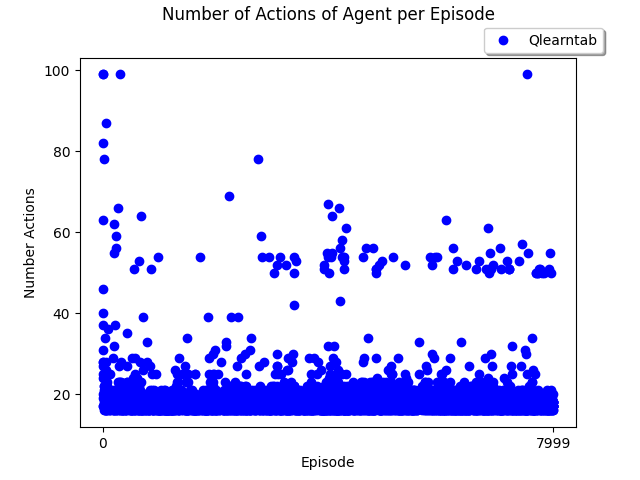 Number of Actions of Agent per Episode
Qlearntab
100
80
60
40
20
Number Actions
0 7999
Episode